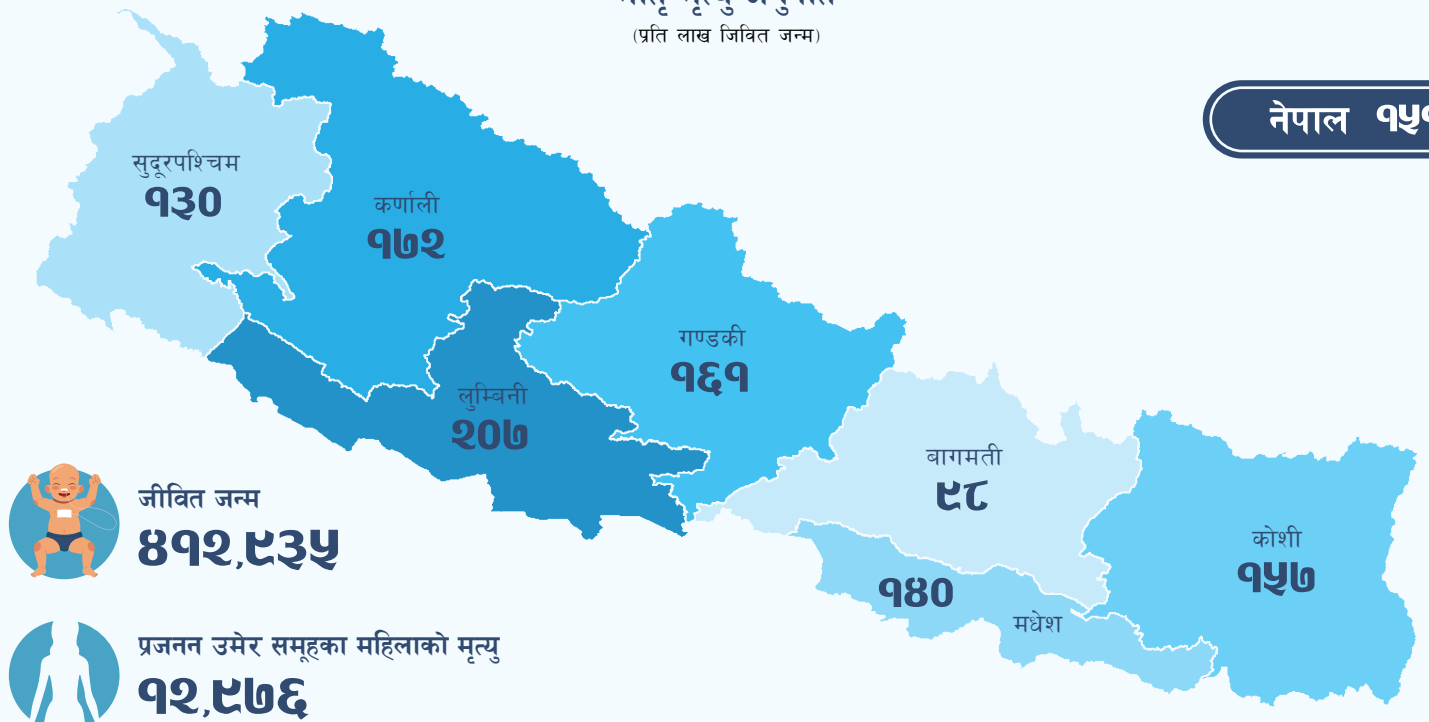 (प्रति लाख जिवित जन्म)
नेपाल
सुदूरपश्चिम
१३०
कर्णाली
१७२
गण्डकी
१६१
लुम्बिनी
२०७
बागमती
९८
कोशी
१५७
१४०
मधेश
जीवित जन्म
४१२,९३५
प्रजनन उमेर समूहका महिलाको मृत्यु
१२,९७६